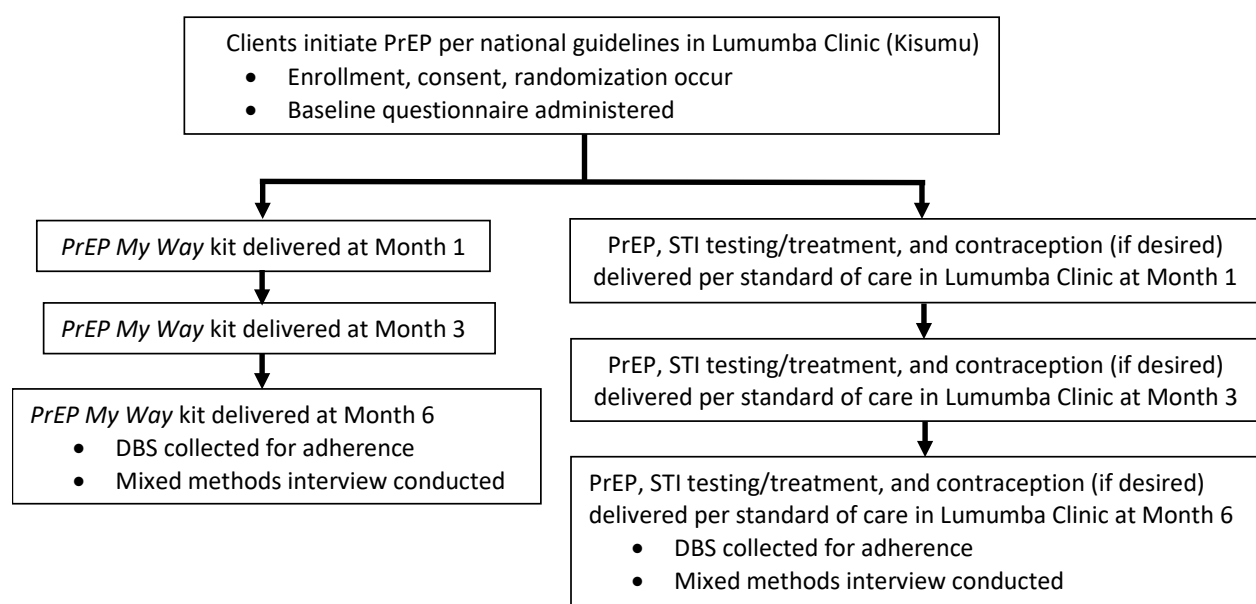 Clients initiate PrEP per national guidelines in Lumumba Clinic (Kisumu)
• Enrollment, consent, randomization occur
• Baseline questionnaire administered
PrEP My Way kit delivered at Month 1
PrEP My Way kit delivered at Month 3
PrEP My Way kit delivered at Month 6
• DBS collected for adherence
• Mixed methods interview conducted
PrEP, STI testing/treatment, and contraception (if desired)
delivered per standard of care in Lumumba Clinic at Month 1
PrEP, STI testing/treatment, and contraception (if desired)
delivered per standard of care in Lumumba Clinic at Month 3
PrEP, STI testing/treatment, and contraception (if desired)
delivered per standard of care in Lumumba Clinic at Month 6
• DBS collected for adherence
• Mixed methods interview conducted